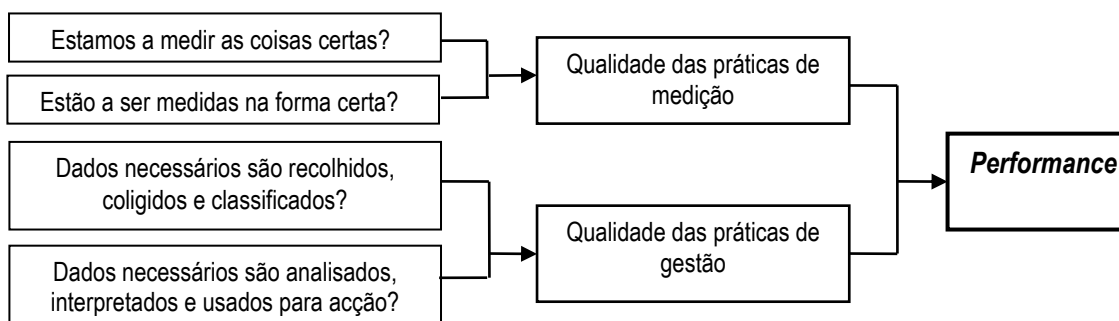 Estamos a medir as coisas certas?
Estão a ser medidas na forma certa?
Dados necessários são recolhidos,
coligidos e classificados?
Dados necessários são analisados,
interpretados e usados para acção?
Qualidade das práticas de
medição
Qualidade das práticas de
gestão
Performance